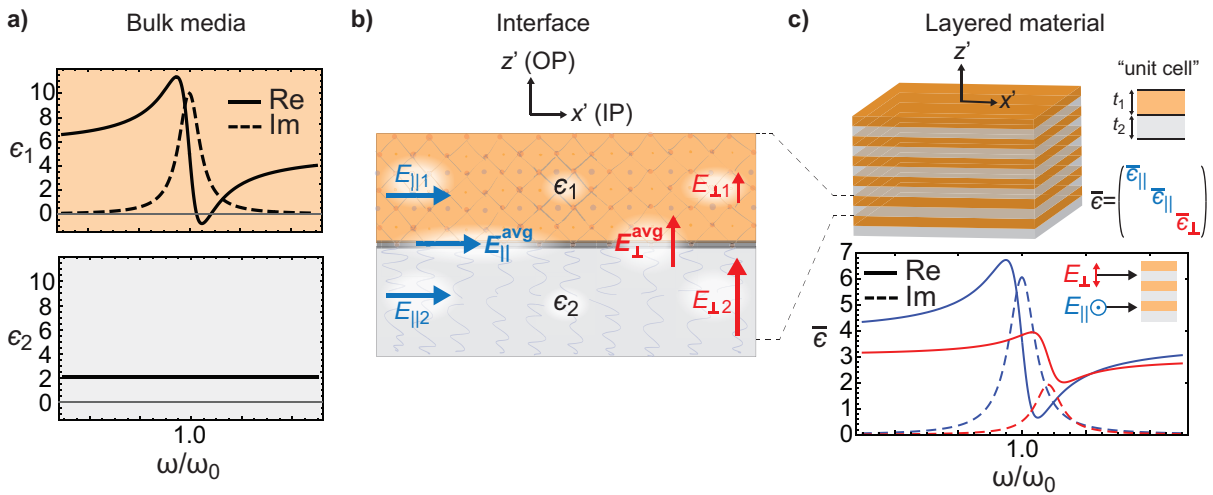 a) Bulk media
10
8
6
4
2
0
ϵ1
Re
Im
10
8
6
4
2
0
ϵ2
1.0
ω/ω0
b) Interface
z' (OP)
x' (IP)
E||1
ϵ1
E⊥1
E||avg
E⊥avg
E||2
ϵ2
E⊥2
c) Layered material
z'
x'
"unit cell"
t1
t2
ϵ̅=(ϵ̅|| ϵ̅|| ϵ̅⊥)
7
6
5
4
3
2
1
0
ϵ̅
Re
Im
E⊥
E||
1.0
ω/ω0